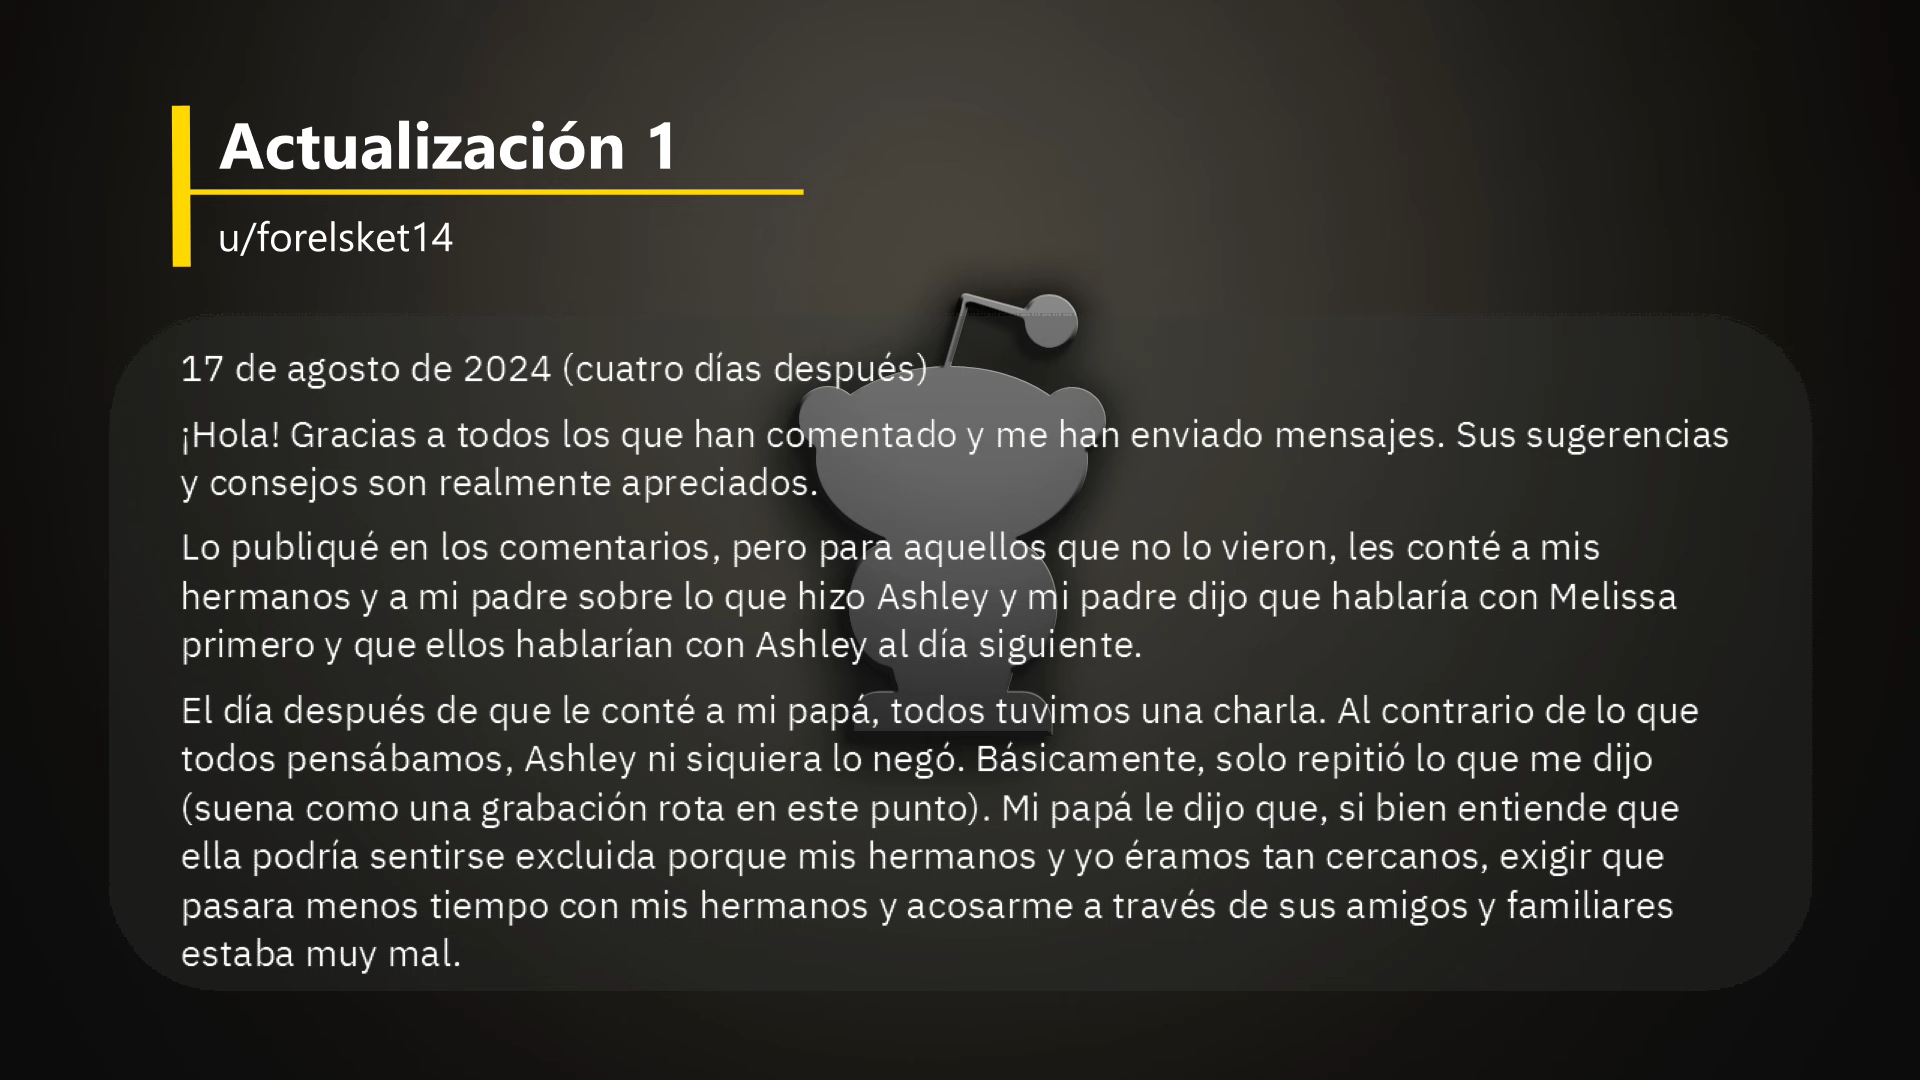 Actualización 1
u/forelsket14
17 de agosto de 2024 (cuatro días después)
¡Hola! Gracias a todos los que han comentado y me han enviado mensajes. Sus sugerencias
y consejos son realmente apreciados.
Lo publiqué en los comentarios, pero para aquellos que no lo vieron, les conté a mis
hermanos y a mi padre sobre lo que hizo Ashley y mi padre dijo que hablaría con Melissa
primero y que ellos hablarían con Ashley al día siguiente.
El día después de que le conté a mi papá, todos tuvimos una charla. Al contrario de lo que
todos pensábamos, Ashley ni siquiera lo negó. Básicamente, solo repitió lo que me dijo
(suena como una grabación rota en este punto). Mi papá le dijo que, si bien entiende que
ella podría sentirse excluida porque mis hermanos y yo éramos tan cercanos, exigir que
pasara menos tiempo con mis hermanos y acosarme a través de sus amigos y familiares
estaba muy mal.